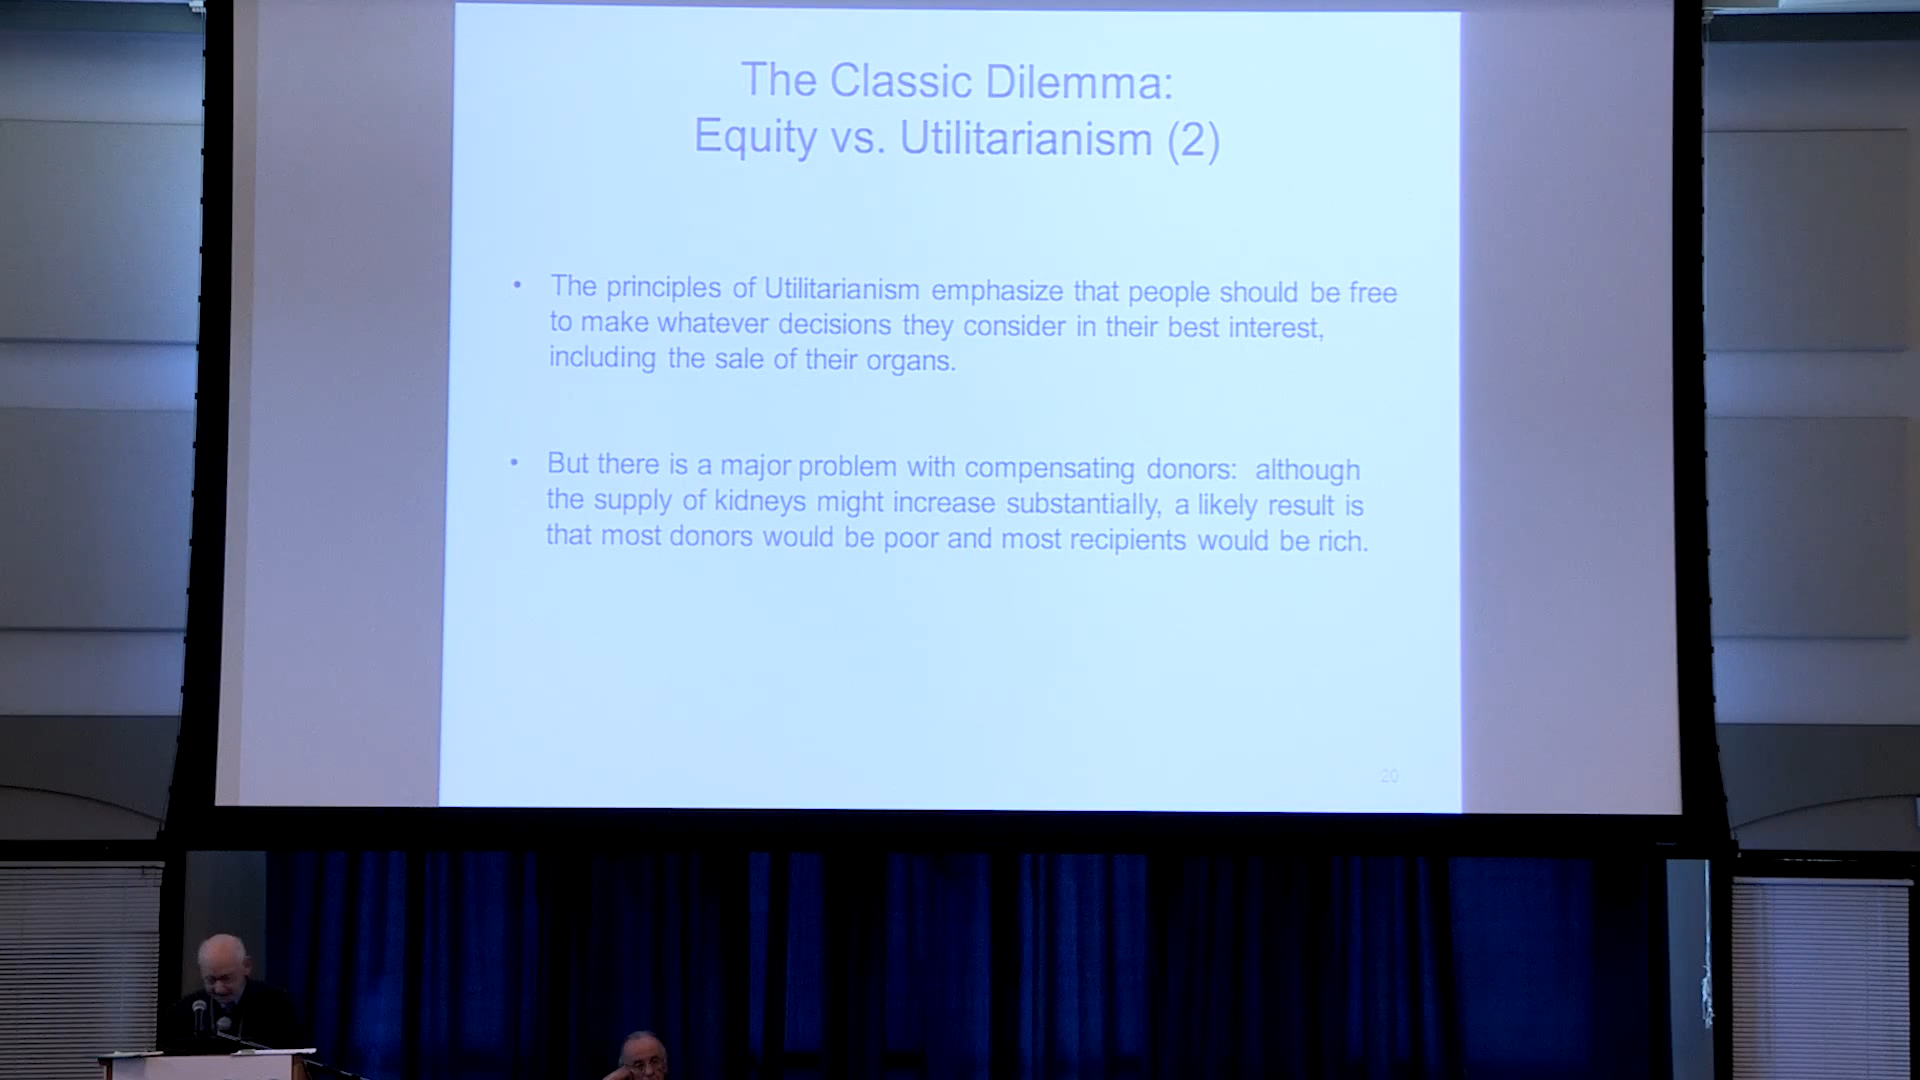 The Classic Dilemma:
Equity vs. Utilitarianism (2)
• The principles of Utilitarianism emphasize that people should be free
to make whatever decisions they consider in their best interest,
including the sale of their organs.
• But there is a major problem with compensating donors: although
the supply of kidneys might increase substantially, a likely result is
that most donors would be poor and most recipients would be rich.
20